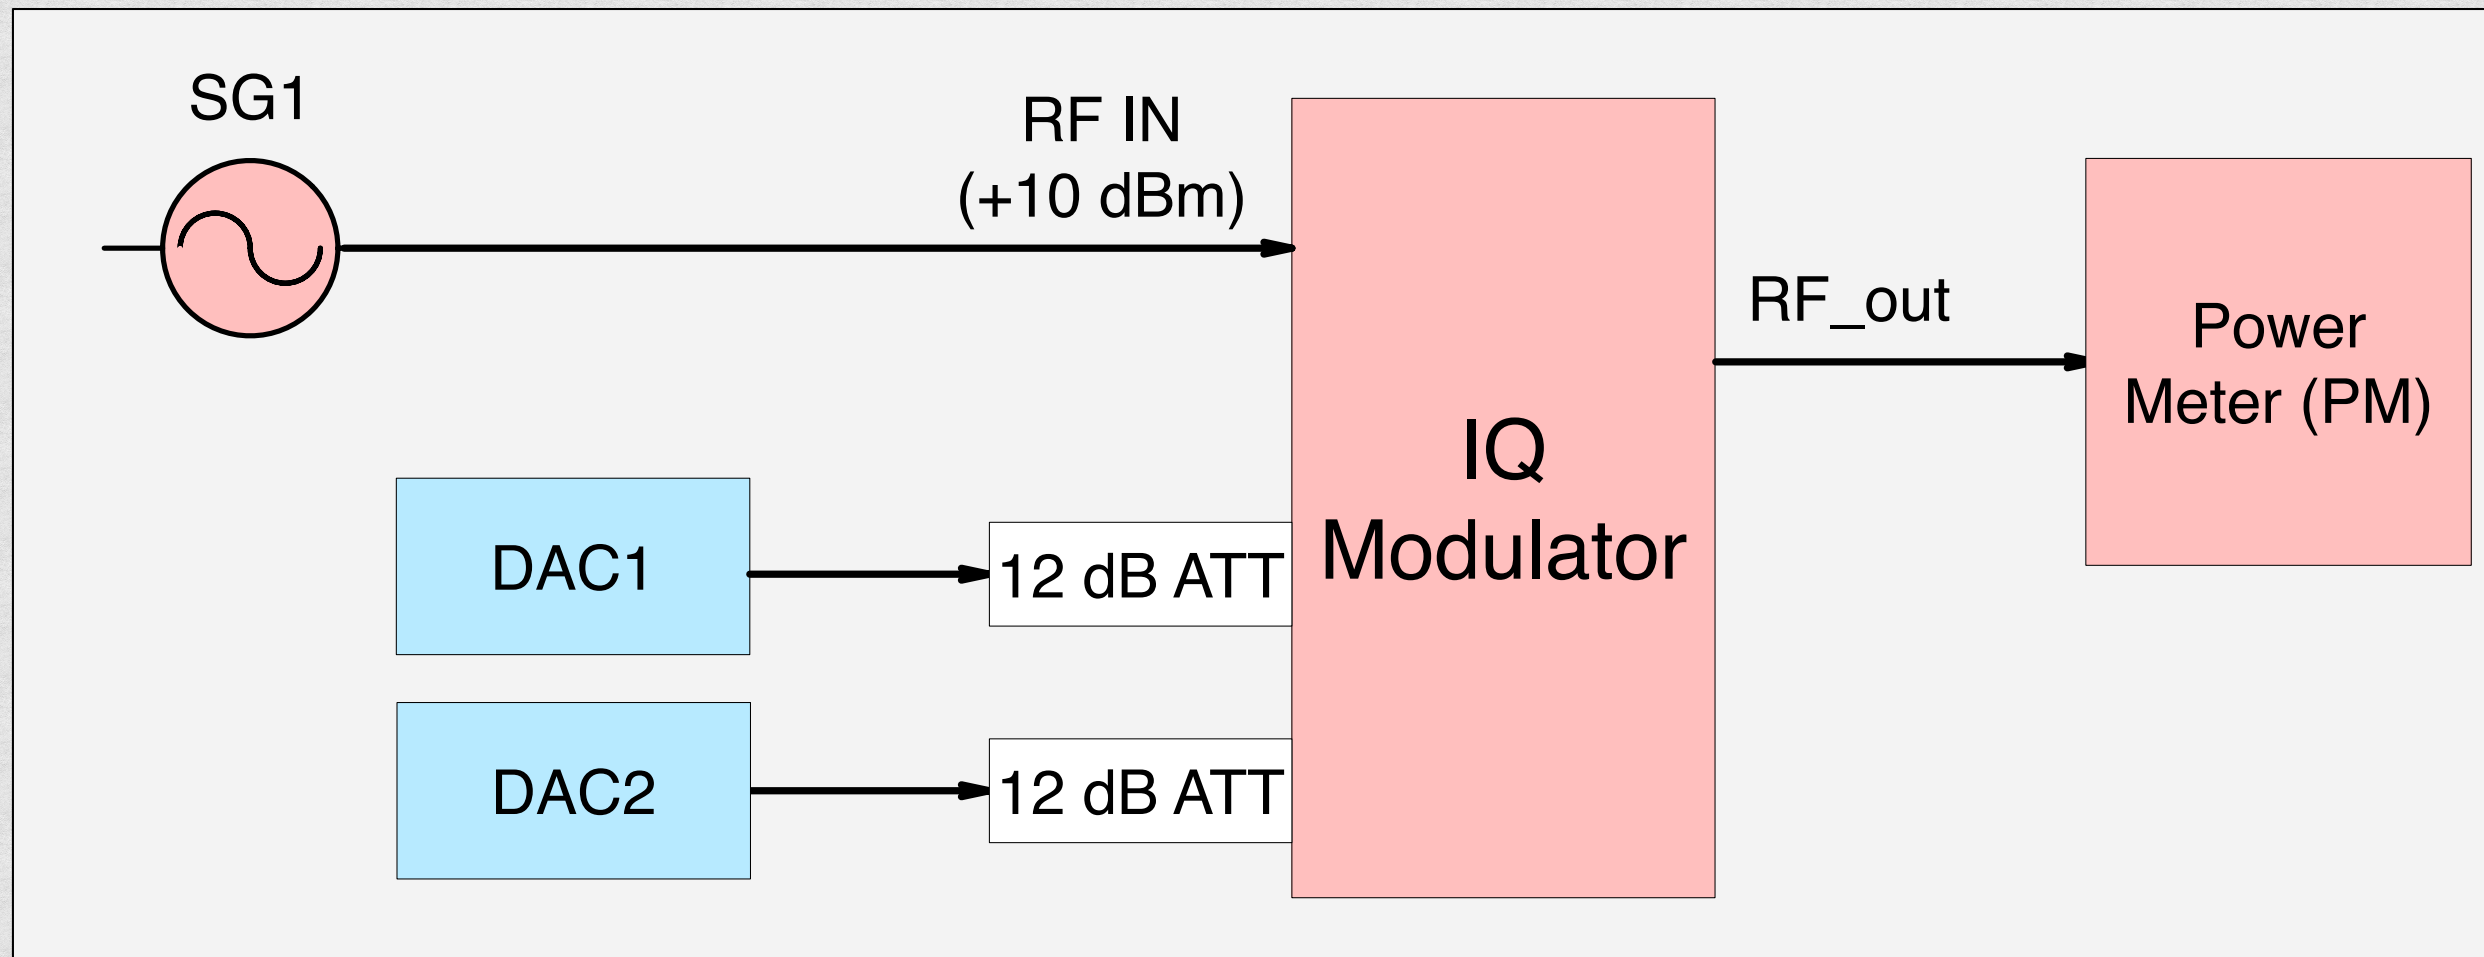 SG1
RF IN
(+10 dBm)
RF_out
Power
Meter (PM)
IQ
Modulator
DAC1
12 dB ATT
DAC2
12 dB ATT